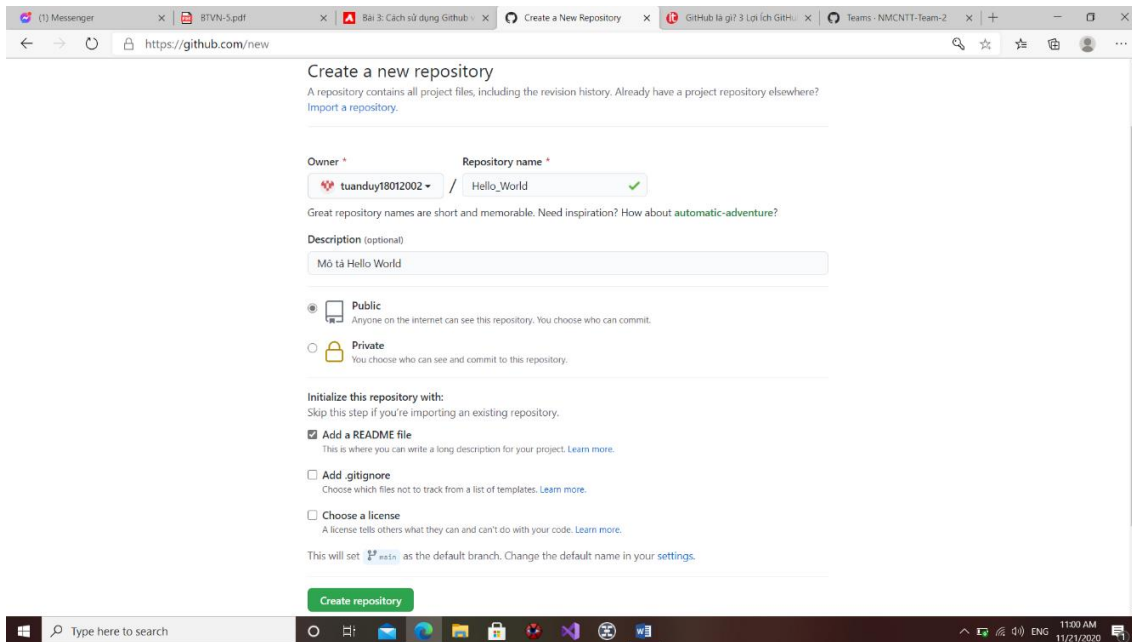 (1) Messenger
BTVN-5.pdf
Bài 3: Cách sử dụng Github v
Create a New Repository
GitHub là gì? 3 Lợi Ích GitHu
Teams · NMCNTT-Team-2
https://github.com/new
Create a new repository
A repository contains all project files, including the revision history. Already have a project repository elsewhere?
Import a repository.
Owner *
Repository name *
tuanduy18012002
/
Hello_World
Great repository names are short and memorable. Need inspiration? How about automatic-adventure?
Description (optional)
Mô tả Hello World
Public
Anyone on the internet can see this repository. You choose who can commit.
Private
You choose who can see and commit to this repository.
Initialize this repository with:
Skip this step if you're importing an existing repository.
Add a README file
This is where you can write a long description for your project. Learn more.
Add .gitignore
Choose which files not to track from a list of templates. Learn more.
Choose a license
A license tells others what they can and can't do with your code. Learn more.
This will set main as the default branch. Change the default name in your settings.
Create repository
Type here to search
ENG
11:00 AM
11/21/2020